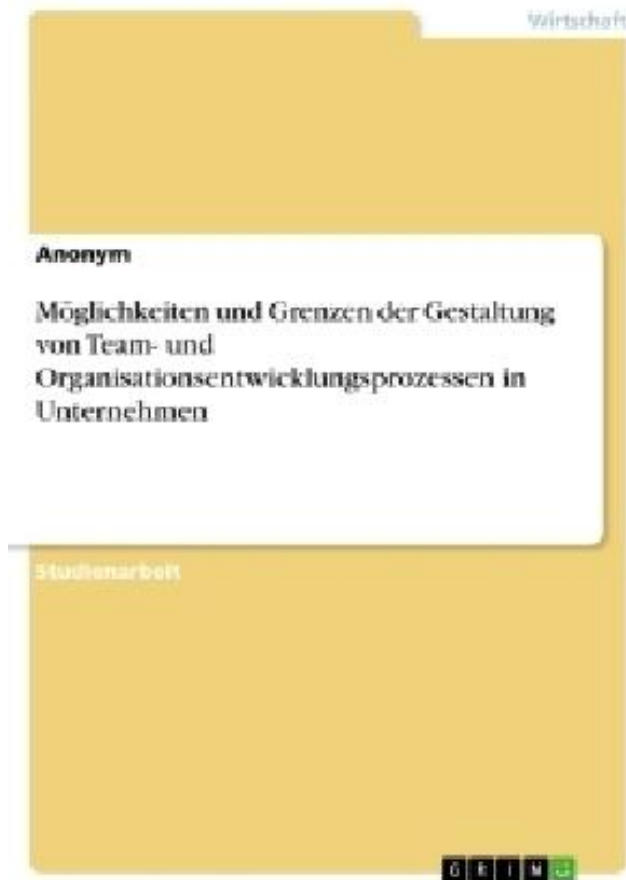 Wirtschaft
Anonym
Möglichkeiten und Grenzen der Gestaltung
von Team- und
Organisationsentwicklungsprozessen in
Unternehmen
Studienarbeit
GRIN